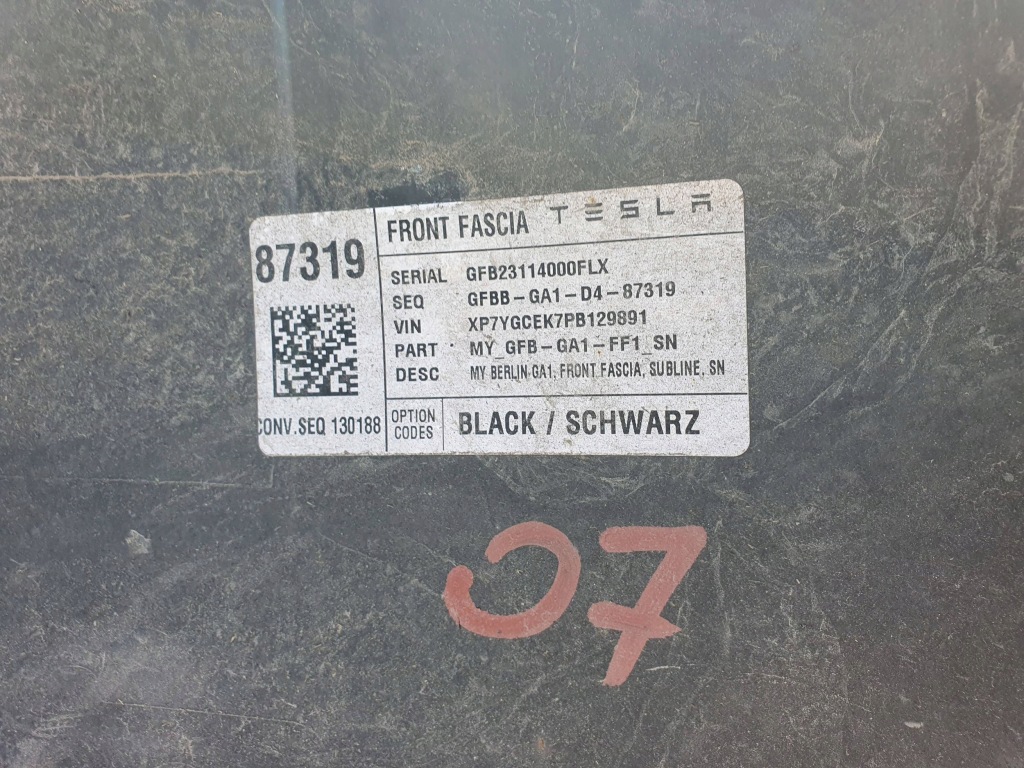 87319
CONV.SEQ 130188
FRONT FASCIA TESLA
SERIAL GFB23114000FLX
SEQ GFBB-GA1-D4-87319
VIN XP7YGCEK7PB129891
PART MY_GFB-GA1-FF1_SN
DESC MY BERLIN GA1, FRONT FASCIA, SUBLINE, SN
OPTION CODES BLACK / SCHWARZ
07